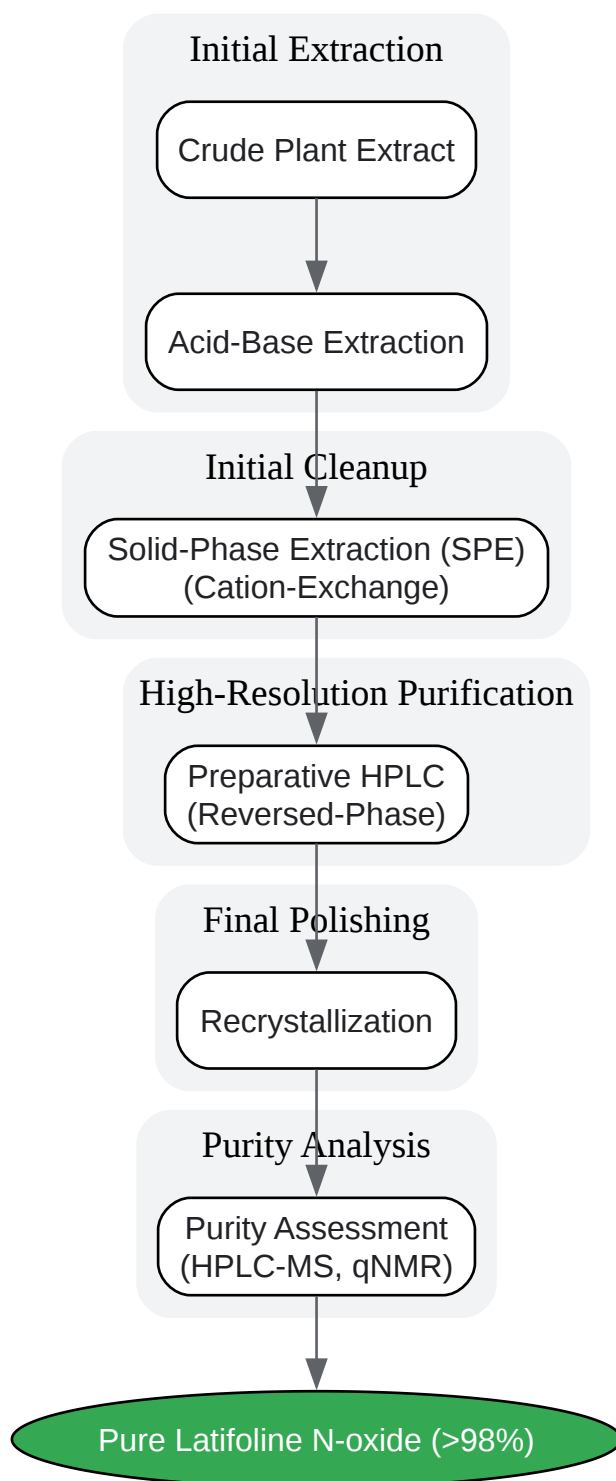 Initial Extraction
Crude Plant Extract
Acid-Base Extraction
Initial Cleanup
Solid-Phase Extraction (SPE)
(Cation-Exchange)
High-Resolution Purification
Preparative HPLC
(Reversed-Phase)
Final Polishing
Recrystallization
Purity Analysis
Purity Assessment
(HPLC-MS, qNMR)
Pure Latifoline N-oxide (>98%)